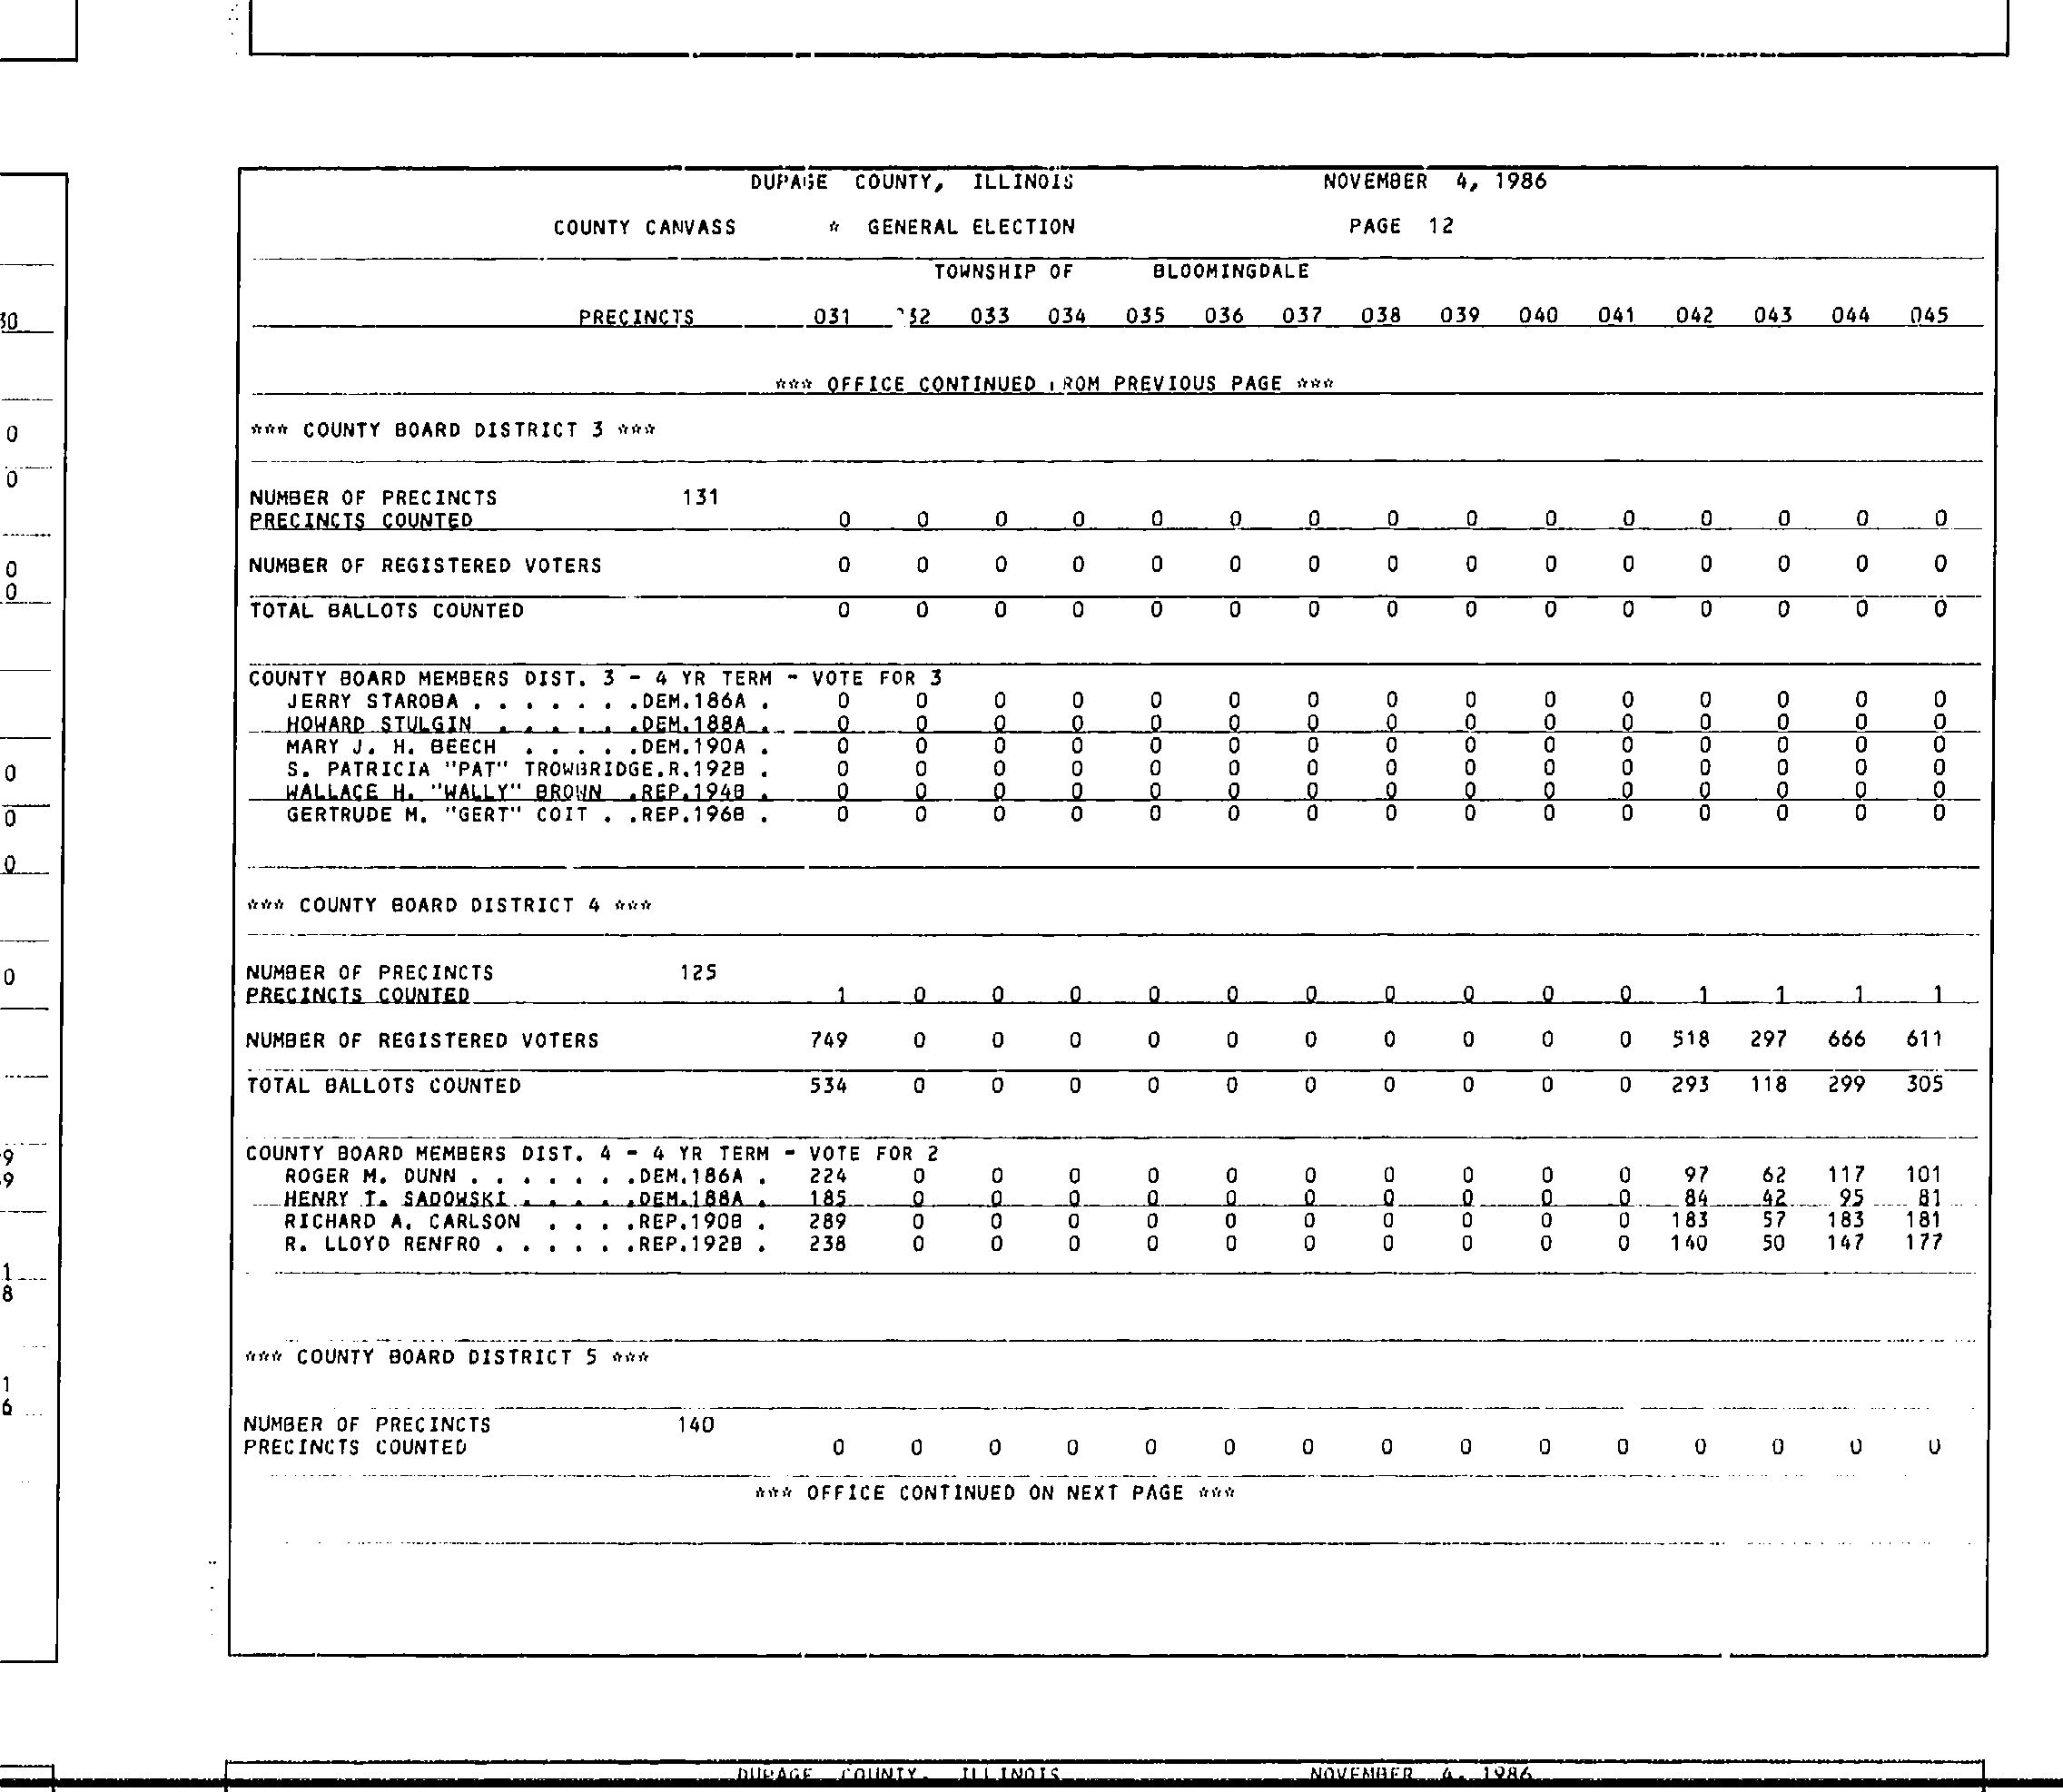 DUPAGE COUNTY, ILLINOIS NOVEMBER 4, 1986
COUNTY CANVASS * GENERAL ELECTION PAGE 12
TOWNSHIP OF BLOOMINGDALE
PRECINCTS 031 32 033 034 035 036 037 038 039 040 041 042 043 044 045
*** OFFICE CONTINUED ROM PREVIOUS PAGE ***
*** COUNTY BOARD DISTRICT 3 ***
NUMBER OF PRECINCTS 131
PRECINCTS COUNTED 0 0 0 0 0 0 0 0 0 0 0 0 0 0 0
NUMBER OF REGISTERED VOTERS 0 0 0 0 0 0 0 0 0 0 0 0 0 0 0
TOTAL BALLOTS COUNTED 0 0 0 0 0 0 0 0 0 0 0 0 0 0 0
COUNTY BOARD MEMBERS DIST. 3 - 4 YR TERM - VOTE FOR 3
JERRY STAROBA . . . . . . .DEM.186A . 0 0 0 0 0 0 0 0 0 0 0 0 0 0 0
HOWARD STULGIN . . . . . .DEM.188A . 0 0 0 0 0 0 0 0 0 0 0 0 0 0 0
MARY J. H. BEECH . . . . .DEM.190A . 0 0 0 0 0 0 0 0 0 0 0 0 0 0 0
S. PATRICIA "PAT" TROWBRIDGE.R.192B . 0 0 0 0 0 0 0 0 0 0 0 0 0 0 0
WALLACE H. "WALLY" BROWN .REP.194B . 0 0 0 0 0 0 0 0 0 0 0 0 0 0 0
GERTRUDE M. "GERT" COIT . .REP.196B . 0 0 0 0 0 0 0 0 0 0 0 0 0 0 0
*** COUNTY BOARD DISTRICT 4 ***
NUMBER OF PRECINCTS 125
PRECINCTS COUNTED 1 0 0 0 0 0 0 0 0 0 0 1 1 1 1
NUMBER OF REGISTERED VOTERS 749 0 0 0 0 0 0 0 0 0 0 518 297 666 611
TOTAL BALLOTS COUNTED 534 0 0 0 0 0 0 0 0 0 0 293 118 299 305
COUNTY BOARD MEMBERS DIST. 4 - 4 YR TERM - VOTE FOR 2
ROGER M. DUNN . . . . . . .DEM.186A . 224 0 0 0 0 0 0 0 0 0 0 97 62 117 101
HENRY T. SADOWSKI . . . . .DEM.188A . 185 0 0 0 0 0 0 0 0 0 0 84 42 95 81
RICHARD A. CARLSON . . . .REP.190B . 289 0 0 0 0 0 0 0 0 0 0 183 57 183 181
R. LLOYD RENFRO . . . . . .REP.192B . 238 0 0 0 0 0 0 0 0 0 0 140 50 147 177
*** COUNTY BOARD DISTRICT 5 ***
NUMBER OF PRECINCTS 140
PRECINCTS COUNTED 0 0 0 0 0 0 0 0 0 0 0 0 0 0 0
*** OFFICE CONTINUED ON NEXT PAGE ***
DUPAGE COUNTY, ILLINOIS NOVEMBER 4, 1986